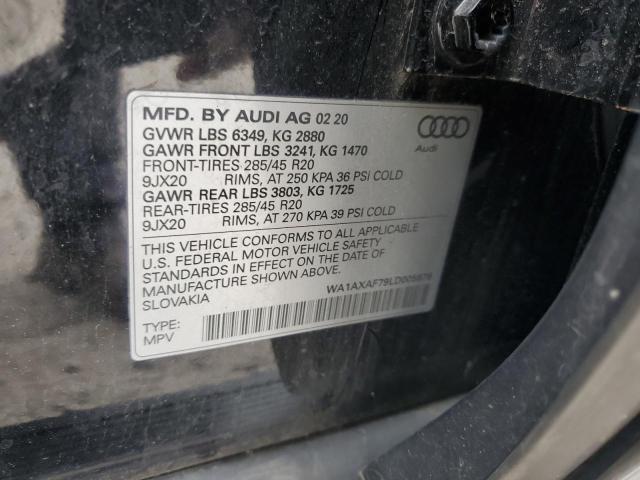 MFD. BY AUDI AG 02 20
GVWR LBS 6349, KG 2880
GAWR FRONT LBS 3241, KG 1470
FRONT-TIRES 285/45 R20
9JX20 RIMS, AT 250 KPA 36 PSI COLD
GAWR REAR LBS 3803, KG 1725
REAR-TIRES 285/45 R20
9JX20 RIMS, AT 270 KPA 39 PSI COLD
Audi
THIS VEHICLE CONFORMS TO ALL APPLICABLE
U.S. FEDERAL MOTOR VEHICLE SAFETY
STANDARDS IN EFFECT ON THE DATE OF
MANUFACTURE SHOWN ABOVE.
SLOVAKIA
TYPE:
MPV